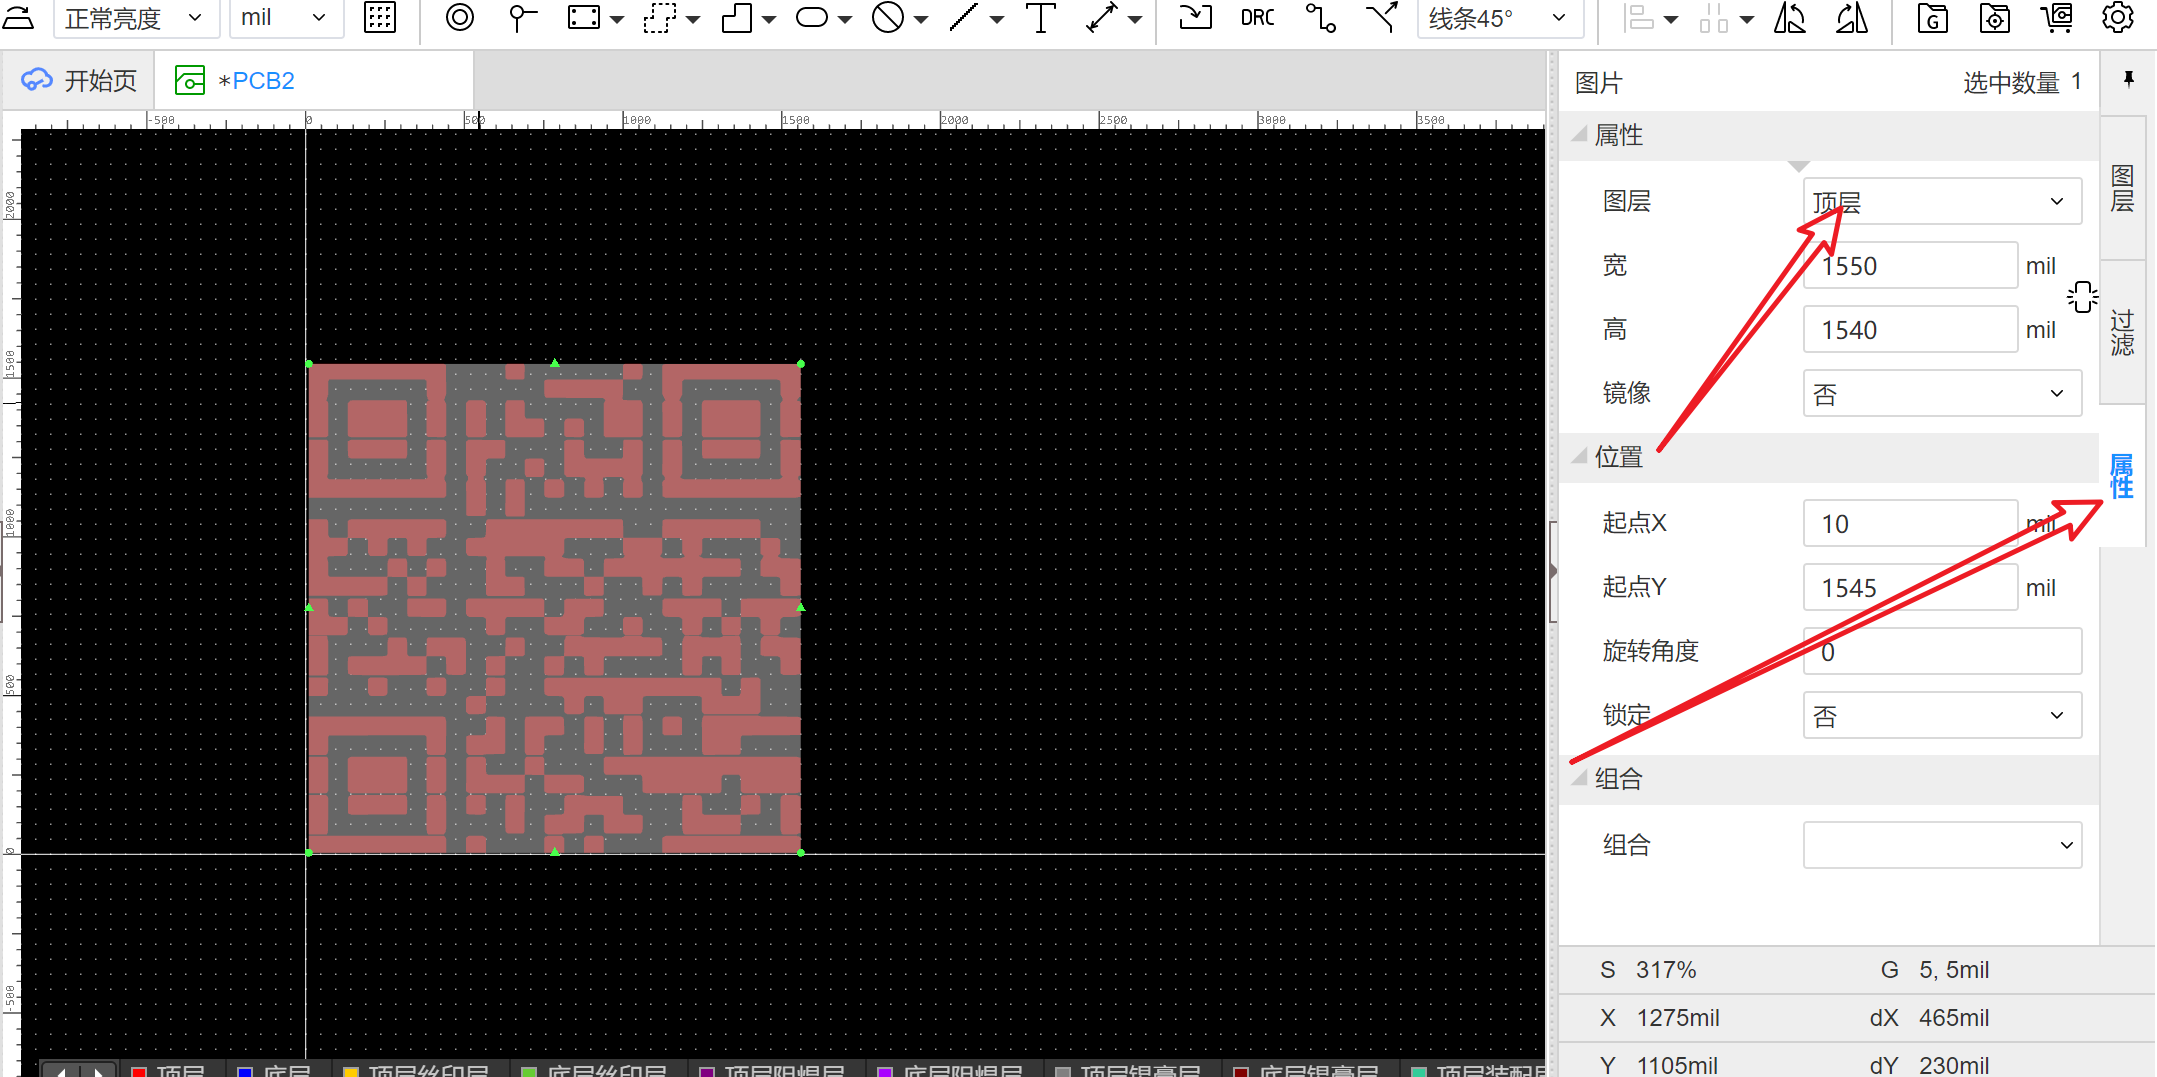 正常亮度 mil DRC 线条45°
开始页 *PCB2
-500 0 500 1000 1500 2000 2500 3000 3500
2000
1500
1000
500
0
-500
图片 选中数量 1
属性
图层 顶层
宽 1550 mil
高 1540 mil
镜像 否
位置
起点X 10 mil
起点Y 1545 mil
旋转角度 0
锁定 否
组合
组合
图层
过滤
属性
S 317% G 5, 5mil
X 1275mil dX 465mil
Y 1105mil dY 230mil
顶层 底层 顶层丝印层 底层丝印层 顶层阻焊层 底层阻焊层 顶层锡膏层 底层锡膏层 顶层装配层